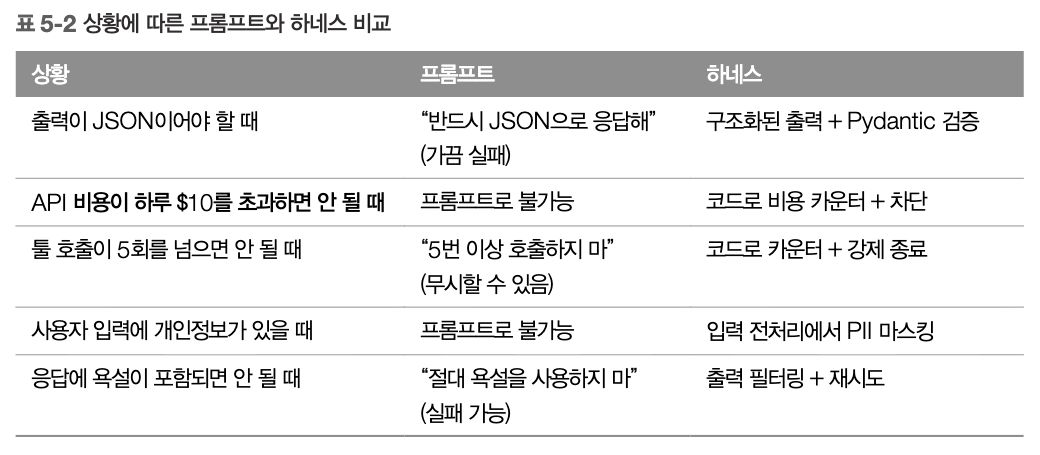 표 5-2 상황에 따른 프롬프트와 하네스 비교
상황 프롬프트 하네스
출력이 JSON이어야 할 때 “반드시 JSON으로 응답해” 구조화된 출력 + Pydantic 검증
(가끔 실패)
API 비용이 하루 $10를 초과하면 안 될 때 프롬프트로 불가능 코드로 비용 카운터 + 차단
툴 호출이 5회를 넘으면 안 될 때 “5번 이상 호출하지 마” 코드로 카운터 + 강제 종료
(무시할 수 있음)
사용자 입력에 개인정보가 있을 때 프롬프트로 불가능 입력 전처리에서 PII 마스킹
응답에 욕설이 포함되면 안 될 때 “절대 욕설을 사용하지 마” 출력 필터링 + 재시도
(실패 가능)